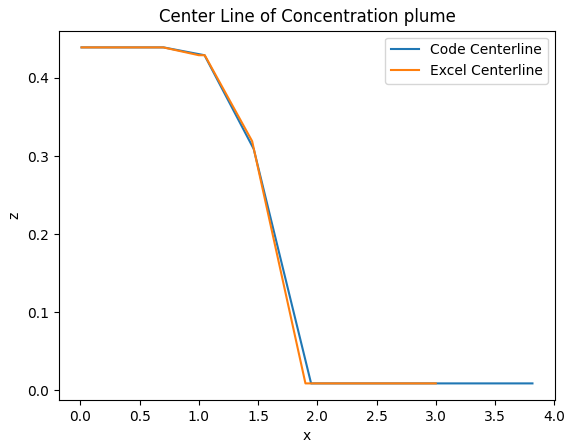 Center Line of Concentration plume
Code Centerline
Excel Centerline
z
0.4
0.3
0.2
0.1
0.0
0.0 0.5 1.0 1.5 2.0 2.5 3.0 3.5 4.0
x